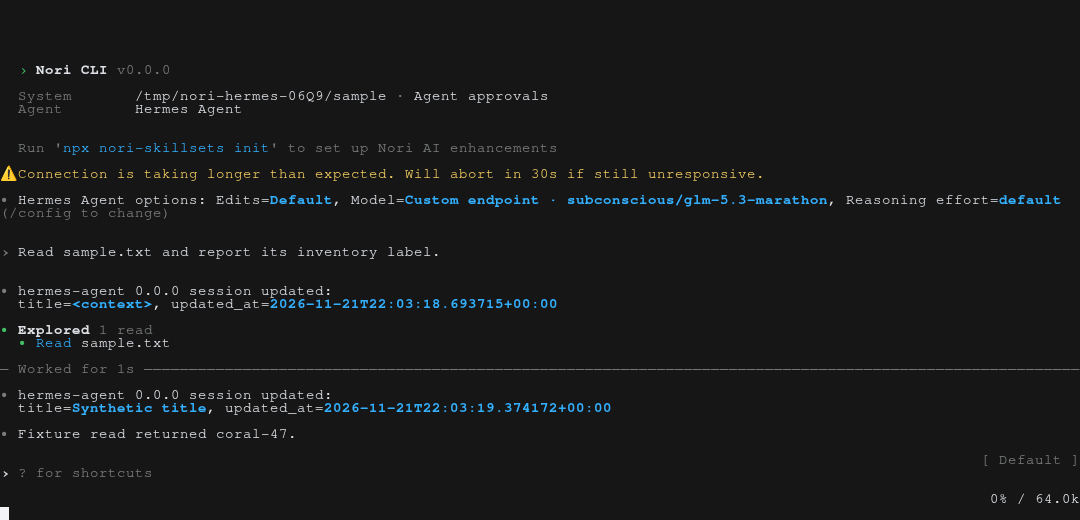 › Nori CLI v0.0.0
System /tmp/nori-hermes-06Q9/sample · Agent approvals
Agent Hermes Agent
Run 'npx nori-skillsets init' to set up Nori AI enhancements
⚠Connection is taking longer than expected. Will abort in 30s if still unresponsive.
• Hermes Agent options: Edits=Default, Model=Custom endpoint · subconscious/glm-5.3-marathon, Reasoning effort=default
(/config to change)
› Read sample.txt and report its inventory label.
• hermes-agent 0.0.0 session updated:
title=<context>, updated_at=2026-11-21T22:03:18.693715+00:00
• Explored 1 read
• Read sample.txt
─ Worked for 1s ─
• hermes-agent 0.0.0 session updated:
title=Synthetic title, updated_at=2026-11-21T22:03:19.374172+00:00
• Fixture read returned coral-47.
[ Default ]
› ? for shortcuts
0% / 64.0k